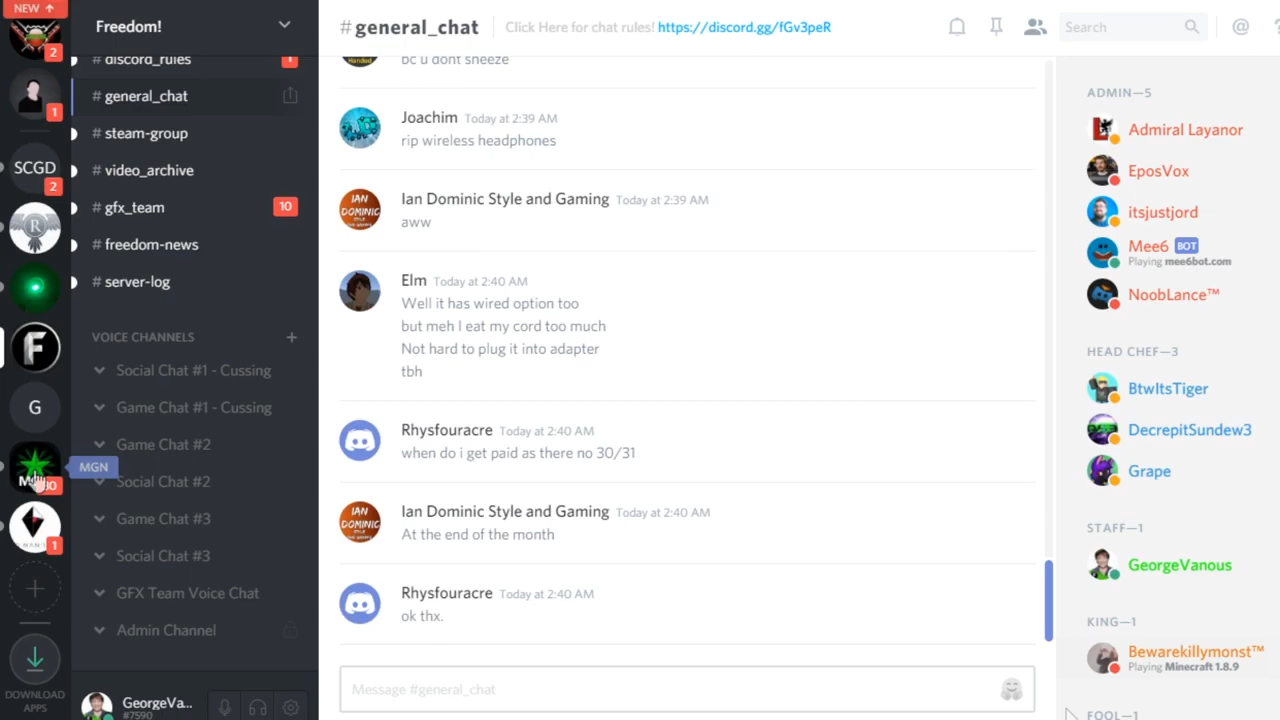 NEW
2
1
SCGD
2
R
F
G
MGN
1
DOWNLOAD
APPS
Freedom!
# discord_rules
1
# general_chat
# steam-group
# video_archive
# gfx_team
10
# freedom-news
# server-log
VOICE CHANNELS
Social Chat #1 - Cussing
Game Chat #1 - Cussing
Game Chat #2
Social Chat #2
Game Chat #3
Social Chat #3
GFX Team Voice Chat
Admin Channel
GeorgeVa...
#7590
# general_chat
Click Here for chat rules! https://discord.gg/fGv3peR
Search
@
bc u dont sneeze
Joachim Today at 2:39 AM
rip wireless headphones
IAN
DOMINIC
Ian Dominic Style and Gaming Today at 2:39 AM
aww
Elm Today at 2:40 AM
Well it has wired option too
but meh I eat my cord too much
Not hard to plug it into adapter
tbh
Rhysfouracre Today at 2:40 AM
when do i get paid as there no 30/31
IAN
DOMINIC
Ian Dominic Style and Gaming Today at 2:40 AM
At the end of the month
Rhysfouracre Today at 2:40 AM
ok thx.
Message #general_chat
ADMIN—5
Admiral Layanor
EposVox
itsjustjord
Mee6 BOT
Playing mee6bot.com
NoobLance™
HEAD CHEF—3
BtwItsTiger
DecrepitSundew3
Grape
STAFF—1
GeorgeVanous
KING—1
Bewarekillymonst™
Playing Minecraft 1.8.9
FOOL—1